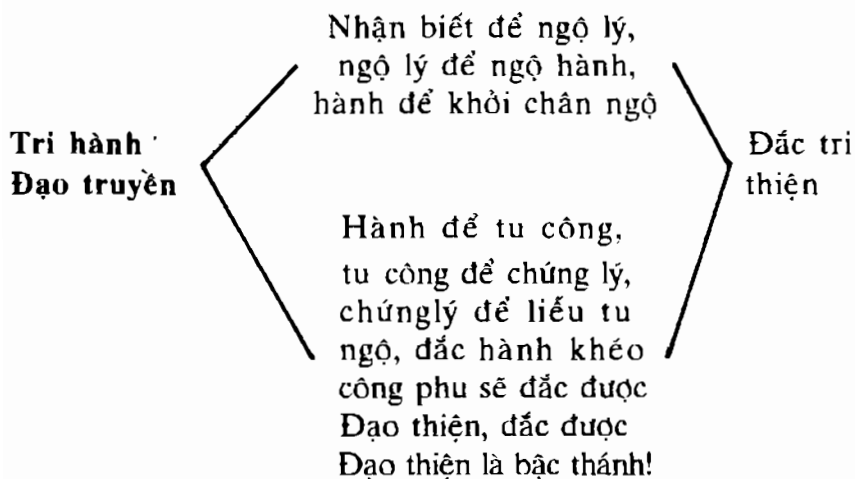 Nhận biết để ngộ lý,
ngộ lý để ngộ hành,
hành để khởi chân ngộ
Tri hành
Đạo truyền
Đắc tri
thiện
Hành để tu công,
tu công để chứng lý,
chứnglý để liễu tu
ngộ, đắc hành khéo
công phu sẽ đắc được
Đạo thiện, đắc được
Đạo thiện là bậc thánh!